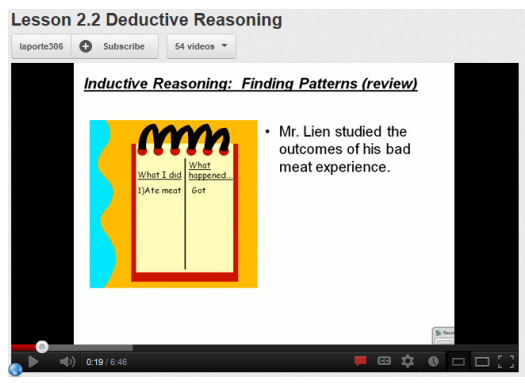 Lesson 2.2 Deductive Reasoning
laporte306 Subscribe 54 videos
Inductive Reasoning: Finding Patterns (review)
• Mr. Lien studied the
outcomes of his bad
meat experience.
What I did
What
happened...
1)Ate meat Got
0:19 / 6:46
CC